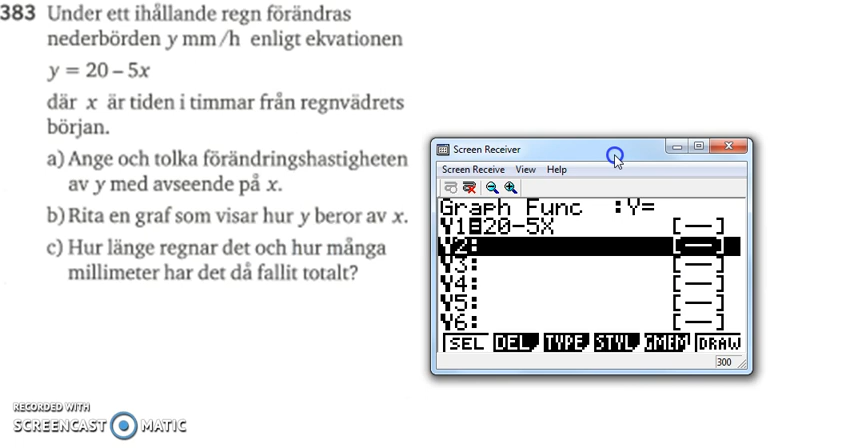 383 Under ett ihållande regn förändras
nederbörden y mm/h enligt ekvationen
y = 20 – 5x
där x är tiden i timmar från regnvädrets
början.
a) Ange och tolka förändringshastigheten
av y med avseende på x.
b) Rita en graf som visar hur y beror av x.
c) Hur länge regnar det och hur många
millimeter har det då fallit totalt?
Screen Receiver
Screen Receive View Help
Graph Func :Y=
Y1=20-5X [—]
Y2: [—]
Y3: [—]
Y4: [—]
Y5: [—]
Y6: [—]
SEL DEL TYPE STYL GMEM DRAW
300
RECORDED WITH
SCREENCAST MATIC